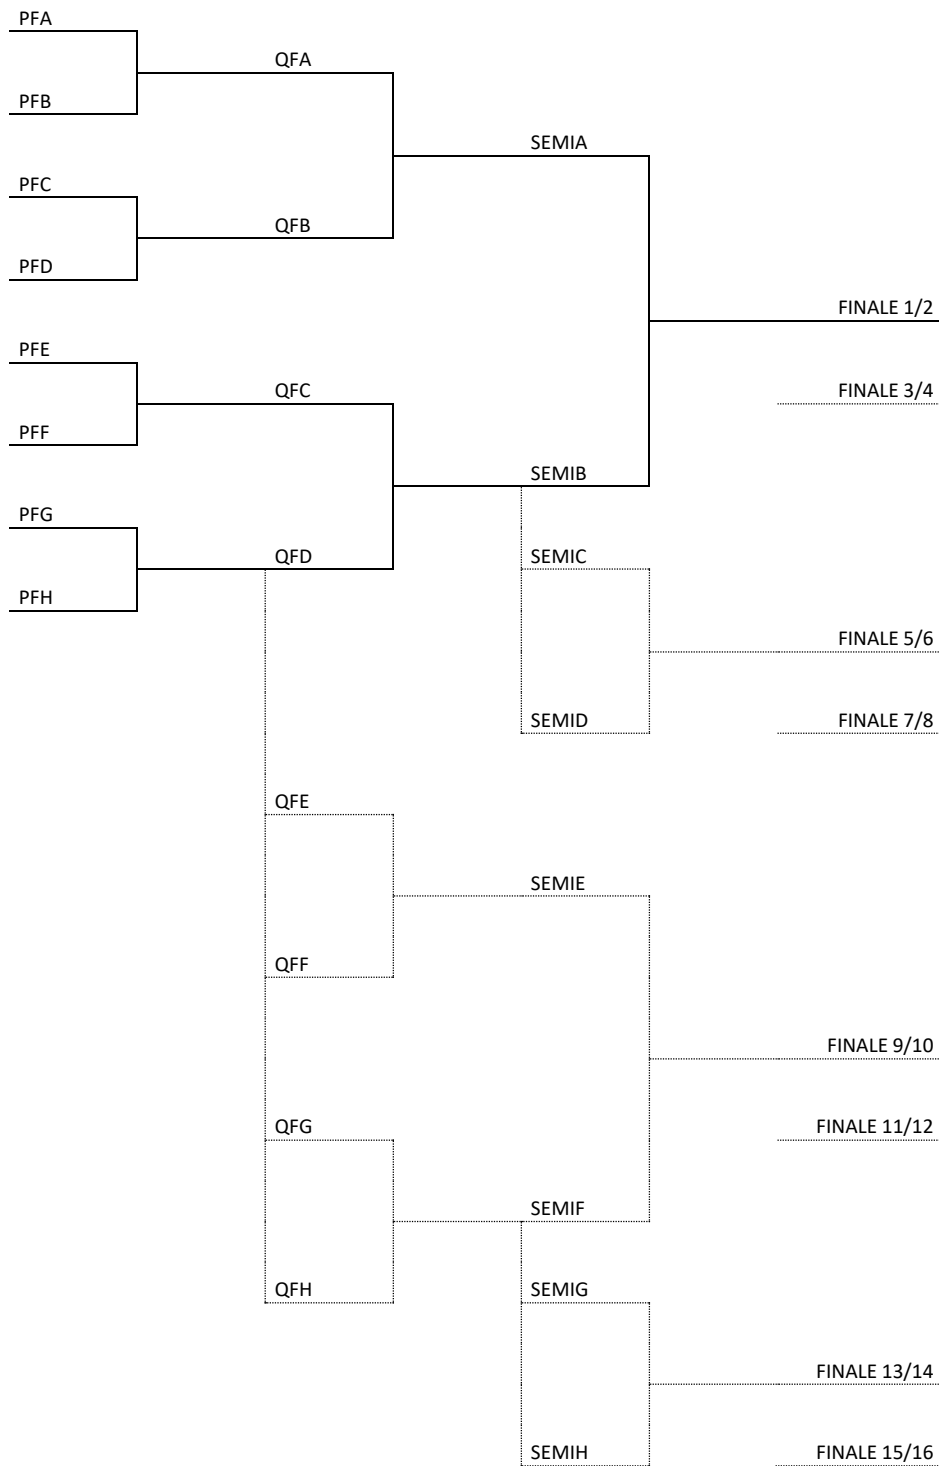 PFA
QFA
PFB
SEMIA
PFC
QFB
PFD
FINALE 1/2
PFE
QFC
FINALE 3/4
PFF
SEMIB
PFG
QFD
SEMIC
PFH
FINALE 5/6
SEMID
FINALE 7/8
QFE
SEMIE
QFF
FINALE 9/10
QFG
FINALE 11/12
SEMIF
QFH
SEMIG
FINALE 13/14
SEMIH
FINALE 15/16